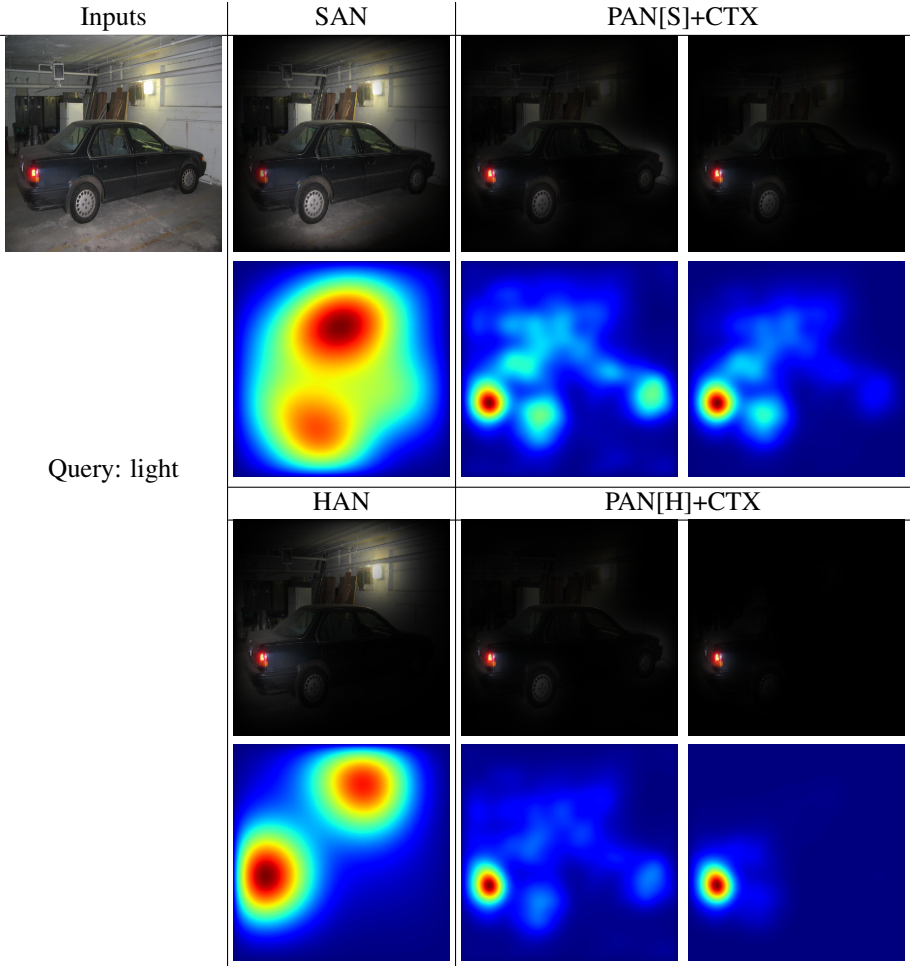 Inputs
SAN
PAN[S]+CTX
Query: light
HAN
PAN[H]+CTX